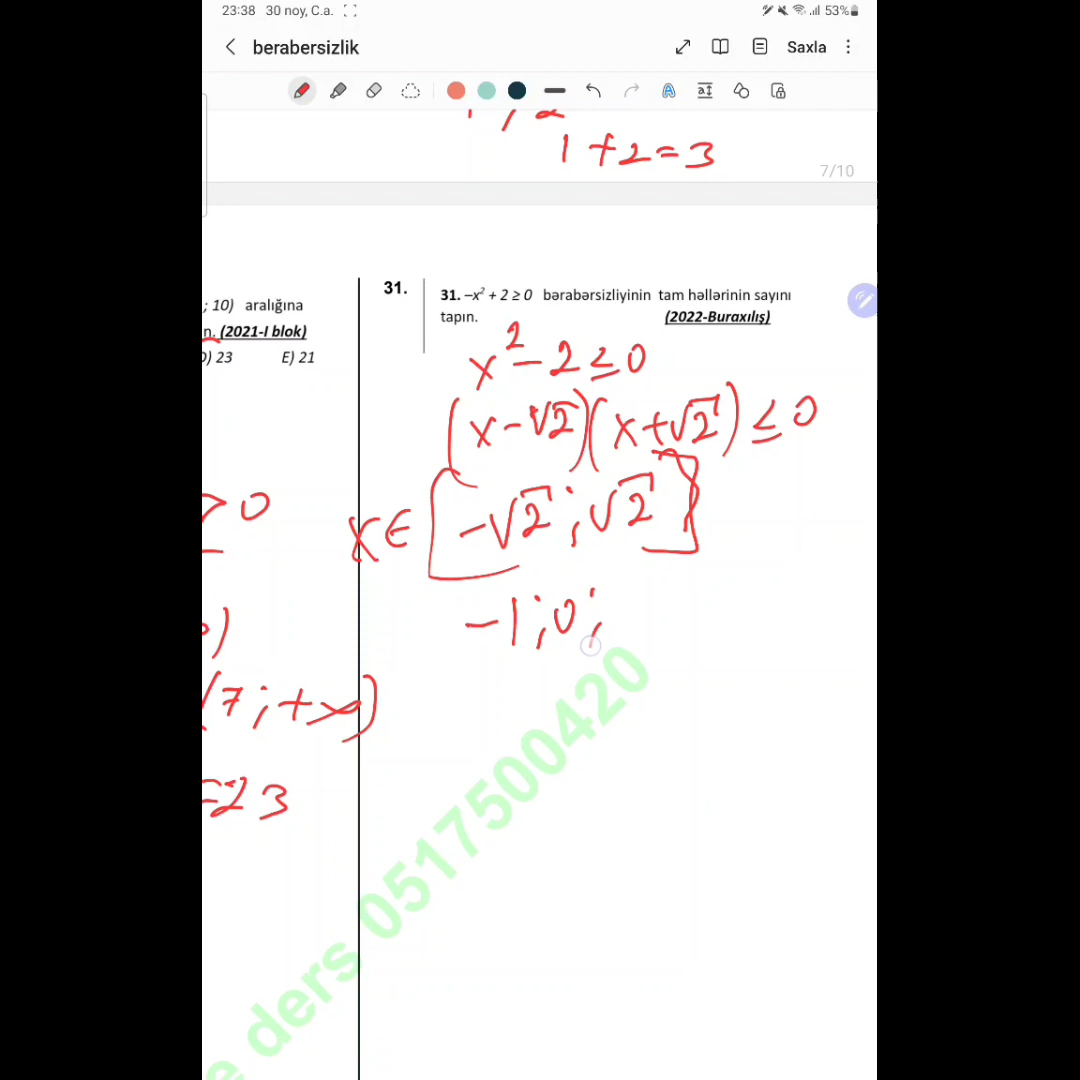 23:38 30 noy, C.a. 53%
berabersizlik Saxla
1 + 2 = 3
7/10
; 10) aralığına
n. (2021-I blok)
D) 23 E) 21
≥ 0
(7 ; +∞)
=23
31.
31. –x² + 2 ≥ 0 bərabərsizliyinin tam həllərinin sayını
tapın. (2022-Buraxılış)
x² – 2 ≤ 0
(x – √2)(x + √2) ≤ 0
x ∈ [–√2 ; √2]
–1 ; 0 ;
e ders 0517500420